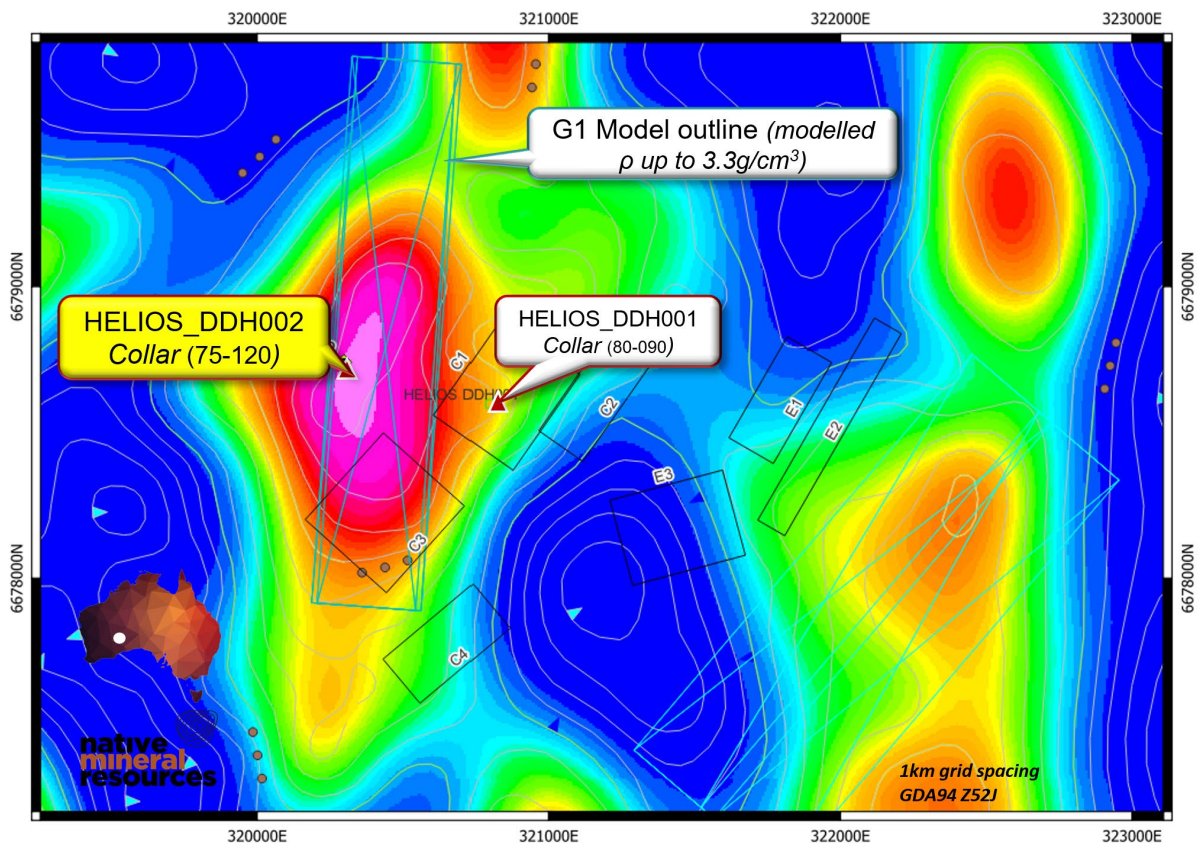 320000E 321000E 322000E 323000E
G1 Model outline (modelled
ρ up to 3.3g/cm³)
6679000N
6679000N
HELIOS_DDH002
Collar (75-120)
HELIOS_DDH001
Collar (80-090)
HELIOS DDH
C1
C2
E1
E2
E3
C3
C4
6678000N
6678000N
native
mineral
resources
1km grid spacing
GDA94 Z52J
320000E 321000E 322000E 323000E